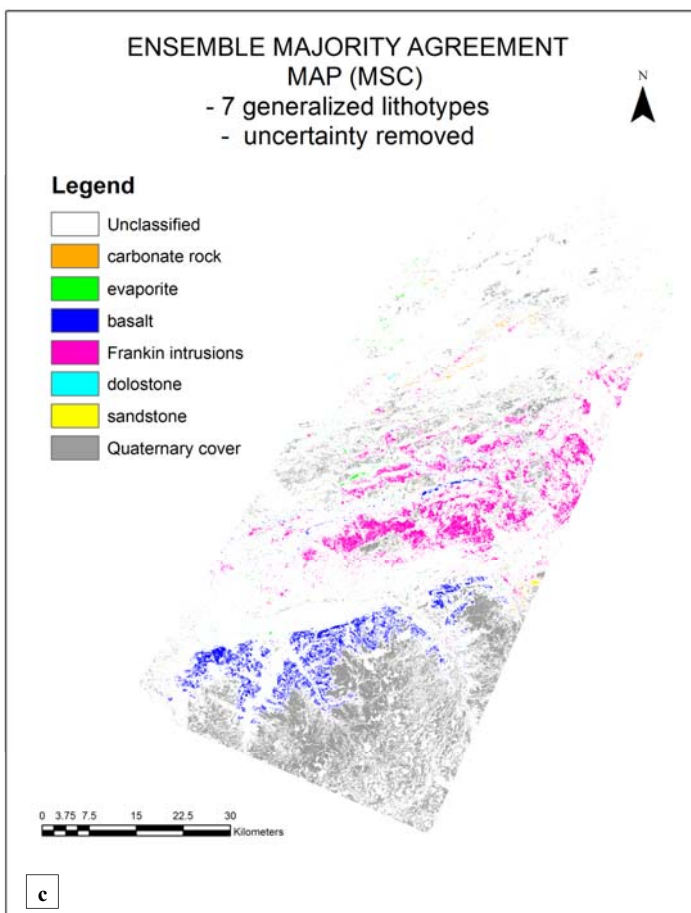 ENSEMBLE MAJORITY AGREEMENT
MAP (MSC)
- 7 generalized lithotypes
- uncertainty removed
N
Legend
Unclassified
carbonate rock
evaporite
basalt
Frankin intrusions
dolostone
sandstone
Quaternary cover
0 3.75 7.5 15 22.5 30
Kilometers
c